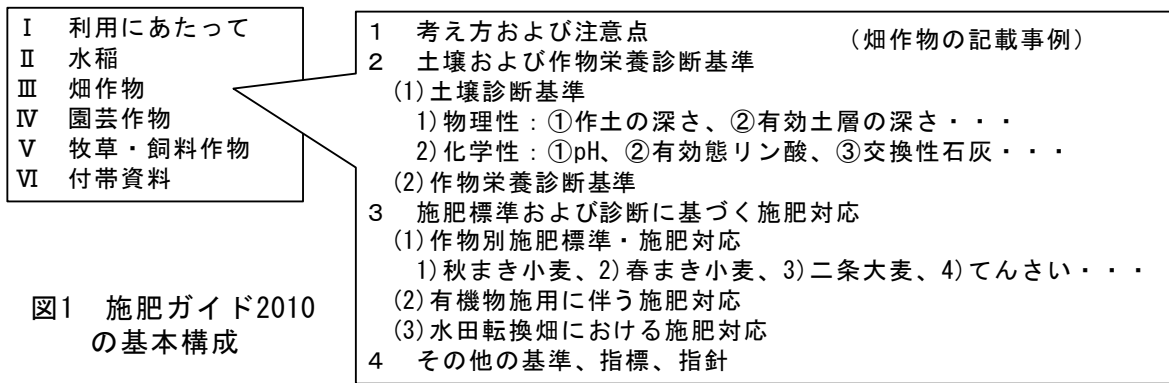 Ⅰ　利用にあたって
Ⅱ　水稲
Ⅲ　畑作物
Ⅳ　園芸作物
Ⅴ　牧草・飼料作物
Ⅵ　付帯資料
1　考え方および注意点　（畑作物の記載事例）
2　土壌および作物栄養診断基準
(1)土壌診断基準
1)物理性：①作土の深さ、②有効土層の深さ・・・
2)化学性：①pH、②有効態リン酸、③交換性石灰・・・
(2)作物栄養診断基準
3　施肥標準および診断に基づく施肥対応
(1)作物別施肥標準・施肥対応
1)秋まき小麦、2)春まき小麦、3)二条大麦、4)てんさい・・・
(2)有機物施用に伴う施肥対応
(3)水田転換畑における施肥対応
4　その他の基準、指標、指針
図1　施肥ガイド2010
の基本構成